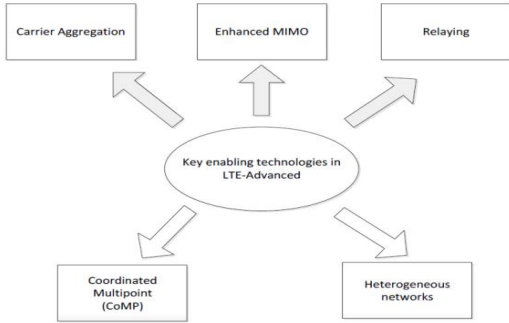 Carrier Aggregation
Enhanced MIMO
Relaying
Key enabling technologies in
LTE-Advanced
Coordinated
Multipoint
(CoMP)
Heterogeneous
networks